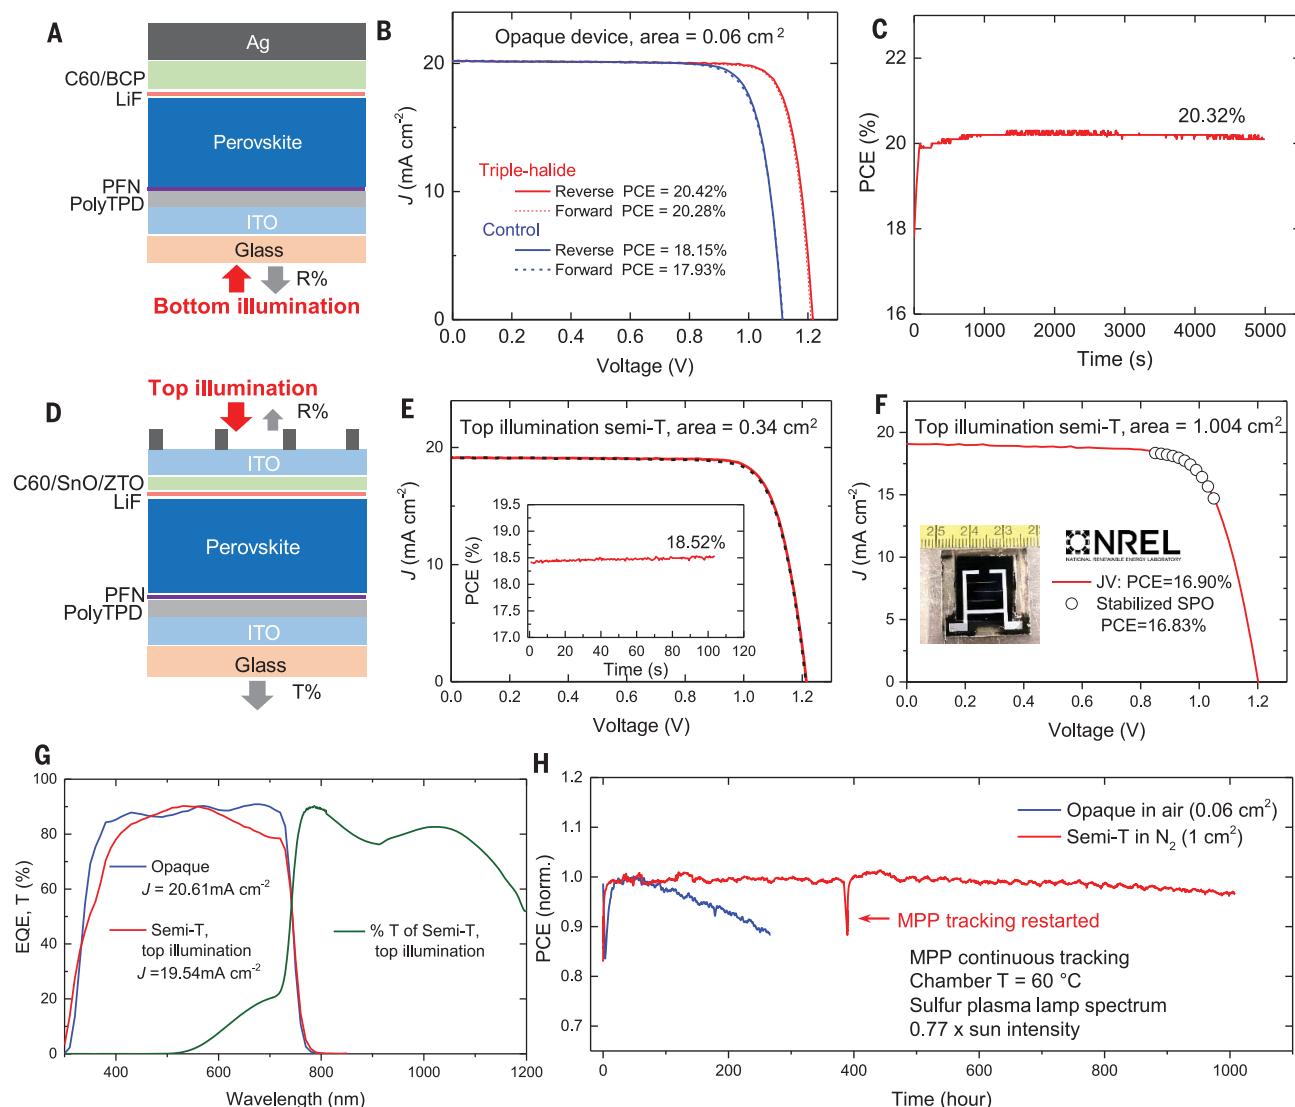 A
Ag
C60/BCP
LiF
Perovskite
PFN
PolyTPD
ITO
Glass
R%
Bottom illumination
B
Opaque device, area = 0.06 cm²
Triple-halide
Reverse PCE = 20.42%
Forward PCE = 20.28%
Control
Reverse PCE = 18.15%
Forward PCE = 17.93%
J (mA cm⁻²)
20
10
0
0.0 0.2 0.4 0.6 0.8 1.0 1.2
Voltage (V)
C
20.32%
PCE (%)
22
20
18
16
0 1000 2000 3000 4000 5000
Time (s)
D
Top illumination
R%
ITO
C60/SnO/ZTO
LiF
Perovskite
PFN
PolyTPD
ITO
Glass
T%
E
Top illumination semi-T, area = 0.34 cm²
J (mA cm⁻²)
20
10
0
PCE (%)
19.5
19.0
18.5
18.0
17.5
17.0
18.52%
0 20 40 60 80 100 120
Time (s)
0.0 0.2 0.4 0.6 0.8 1.0 1.2
Voltage (V)
F
Top illumination semi-T, area = 1.004 cm²
J (mA cm⁻²)
20
15
10
5
0
NREL
NATIONAL RENEWABLE ENERGY LABORATORY
JV: PCE=16.90%
Stabilized SPO
PCE=16.83%
0.0 0.2 0.4 0.6 0.8 1.0 1.2
Voltage (V)
G
EQE, T (%)
100
80
60
40
20
0
Opaque
J = 20.61mA cm⁻²
Semi-T,
top illumination
J =19.54mA cm⁻²
% T of Semi-T,
top illumination
400 600 800 1000 1200
Wavelength (nm)
H
PCE (norm.)
1.2
1.1
1.0
0.9
0.8
0.7
Opaque in air (0.06 cm²)
Semi-T in N₂ (1 cm²)
MPP tracking restarted
MPP continuous tracking
Chamber T = 60 °C
Sulfur plasma lamp spectrum
0.77 x sun intensity
0 200 400 600 800 1000
Time (hour)